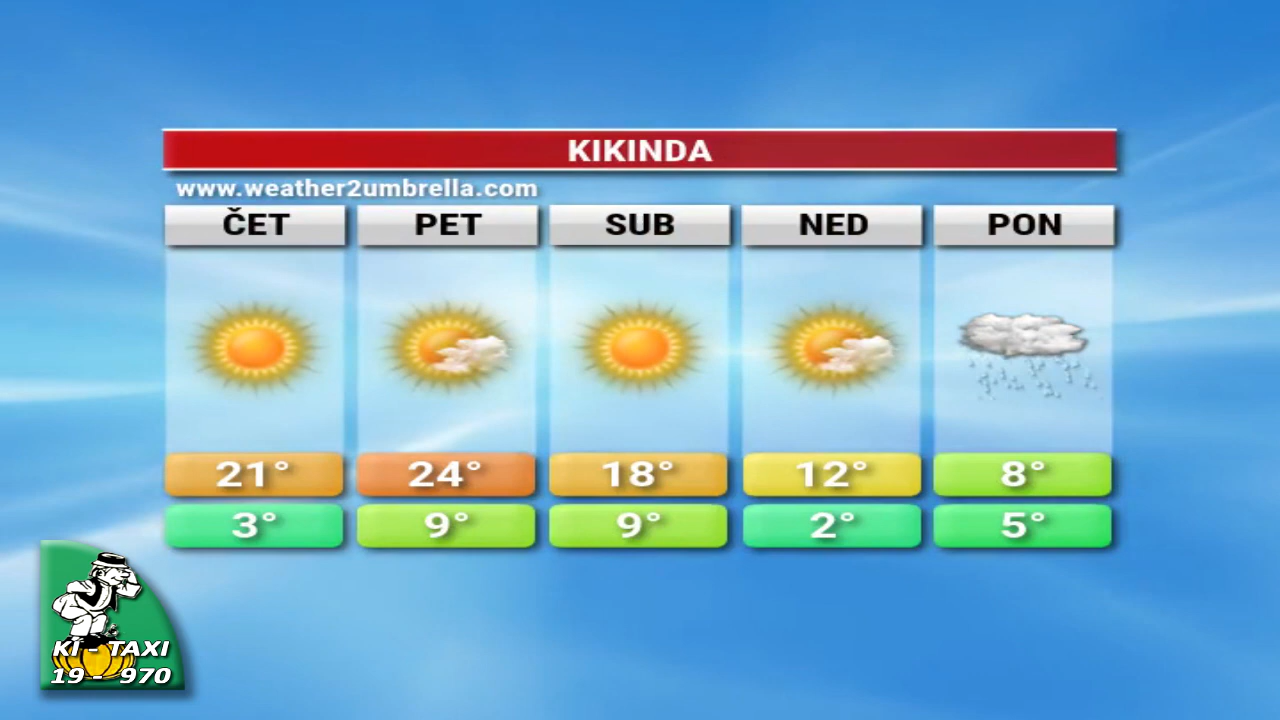 KIKINDA
www.weather2umbrella.com
ČET PET SUB NED PON
21° 24° 18° 12° 8°
3° 9° 9° 2° 5°
KI - TAXI
19 - 970